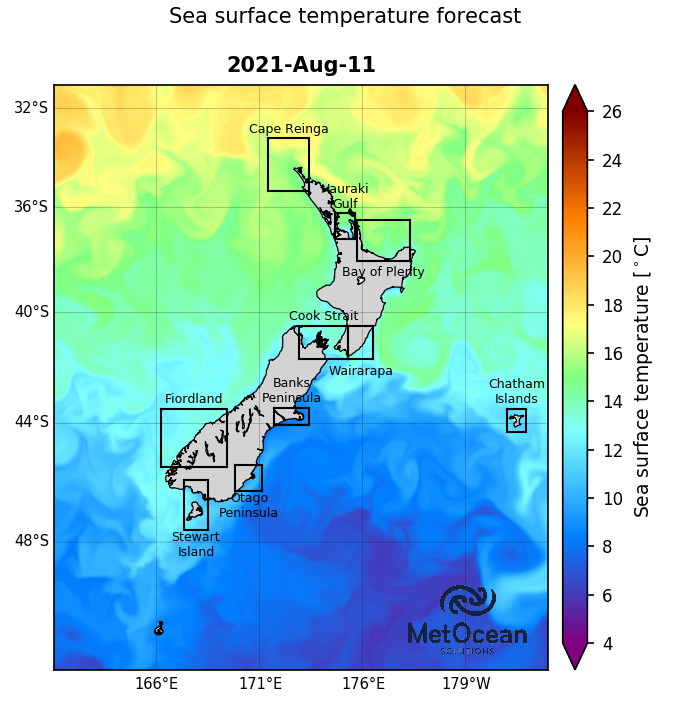 Sea surface temperature forecast
2021-Aug-11
32°S
36°S
40°S
44°S
48°S
166°E
171°E
176°E
179°W
Cape Reinga
Hauraki
Gulf
Bay of Plenty
Cook Strait
Wairarapa
Banks
Peninsula
Fiordland
Chatham
Islands
Otago
Peninsula
Stewart
Island
MetOcean
SOLUTIONS
26
24
22
20
18
16
14
12
10
8
6
4
Sea surface temperature [°C]